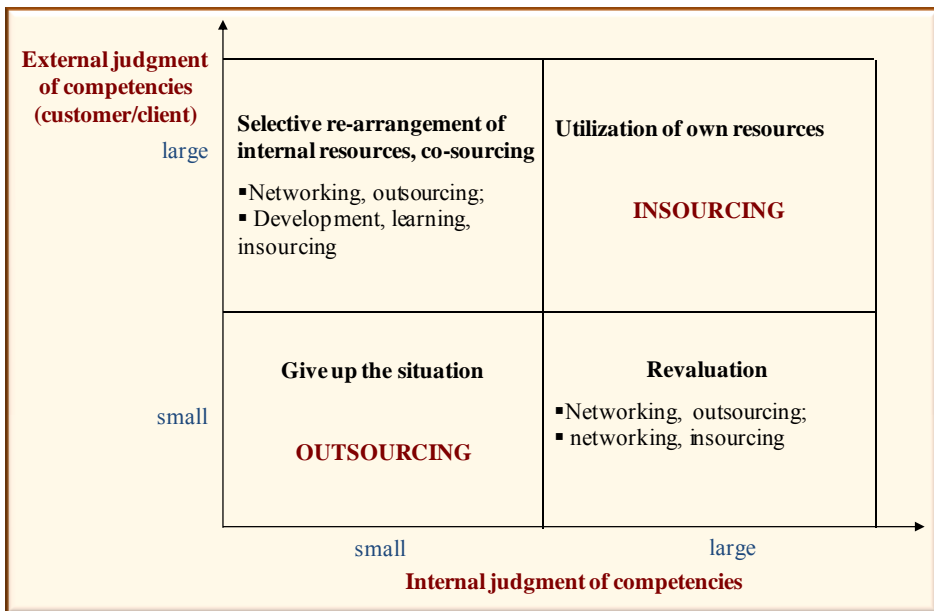 External judgment
of competencies
(customer/client)
large
Selective re-arrangement of
internal resources, co-sourcing
▪Networking, outsourcing;
▪ Development, learning,
insourcing
Utilization of own resources
INSOURCING
small
Give up the situation
OUTSOURCING
Revaluation
▪Networking, outsourcing;
▪ networking, insourcing
small
large
Internal judgment of competencies